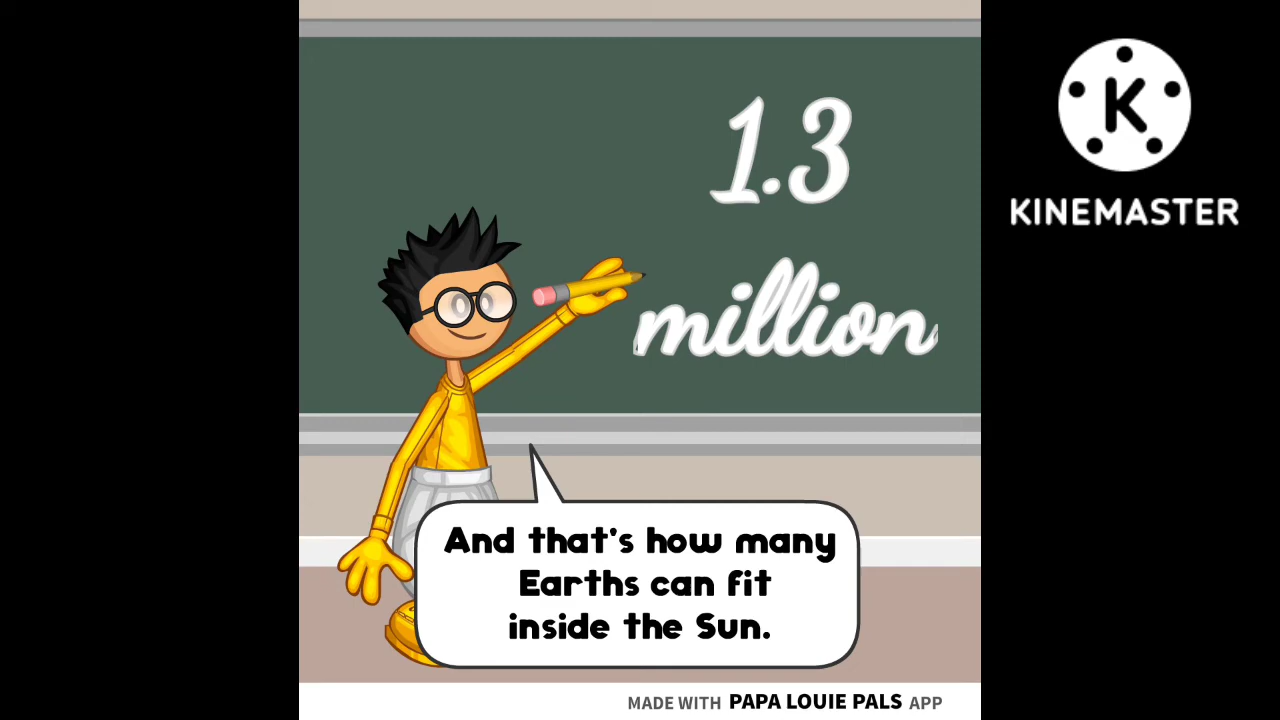 1.3
million
K
KINEMASTER
And that's how many
Earths can fit
inside the Sun.
MADE WITH PAPA LOUIE PALS APP